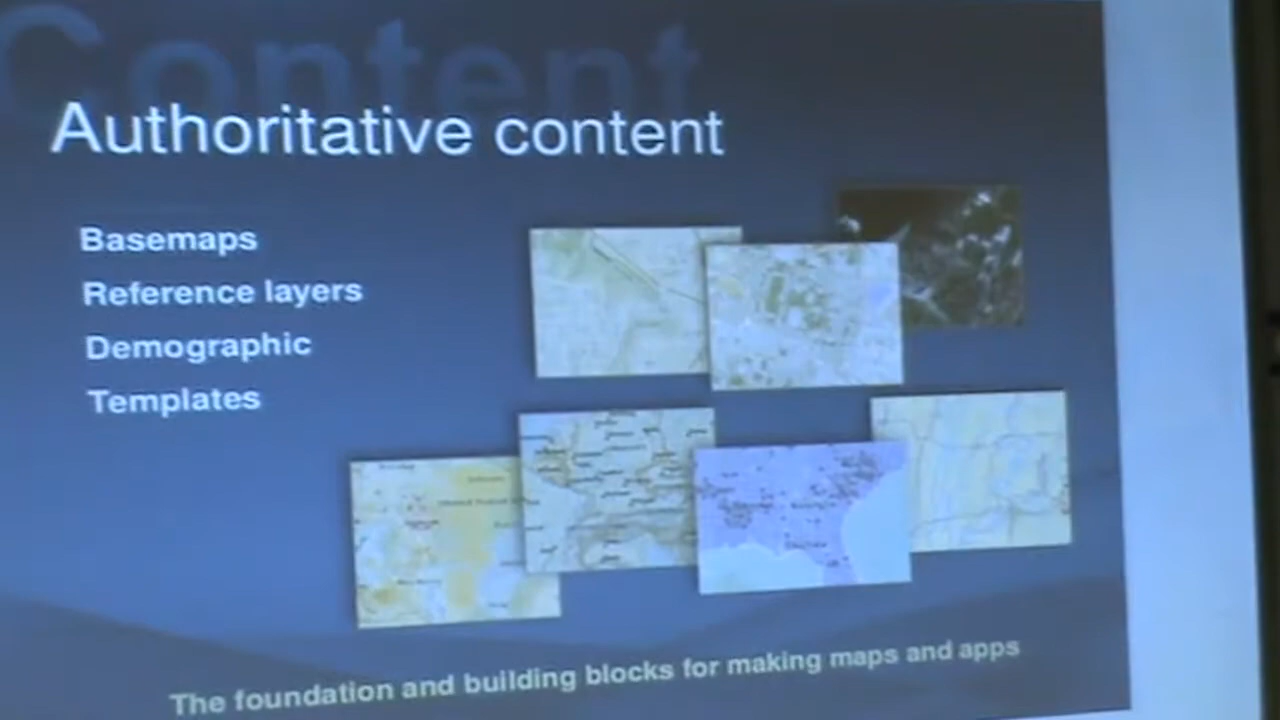 Content
Authoritative content
Basemaps
Reference layers
Demographic
Templates
The foundation and building blocks for making maps and apps